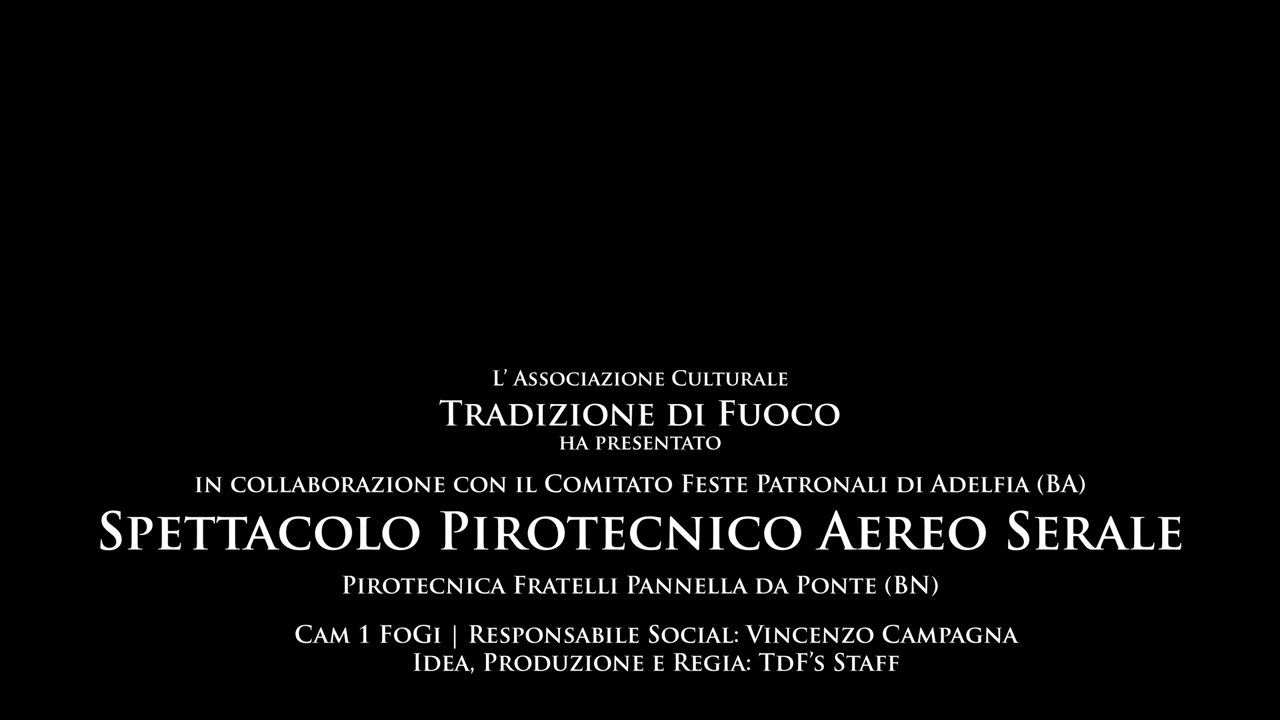 L' Associazione Culturale
Tradizione di Fuoco
ha presentato
in collaborazione con il Comitato Feste Patronali di Adelfia (BA)
Spettacolo Pirotecnico Aereo Serale
Pirotecnica Fratelli Pannella da Ponte (BN)
Cam 1 FoGi | Responsabile Social: Vincenzo Campagna
Idea, Produzione e Regia: TdF's Staff